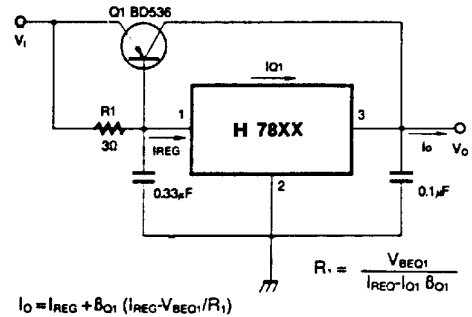 Q1 BD536
VI
IQ1
R1
3Ω
1
IREG
H 78XX
3
IO
VO
0.33µF
2
0.1µF
R1 = VBEQ1 / IREG-IQ1 βQ1
IO = IREG + βQ1 (IREG-VBEQ1/R1)